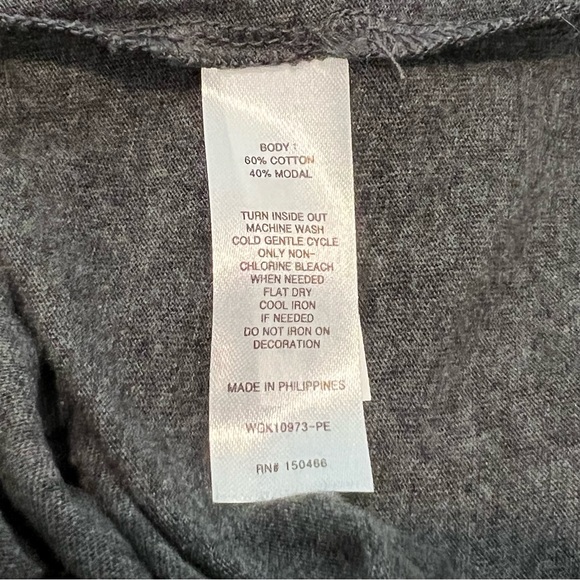 BODY :
60% COTTON
40% MODAL
TURN INSIDE OUT
MACHINE WASH
COLD GENTLE CYCLE
ONLY NON-
CHLORINE BLEACH
WHEN NEEDED
FLAT DRY
COOL IRON
IF NEEDED
DO NOT IRON ON
DECORATION
MADE IN PHILIPPINES
WDK10973-PE
RN# 150466